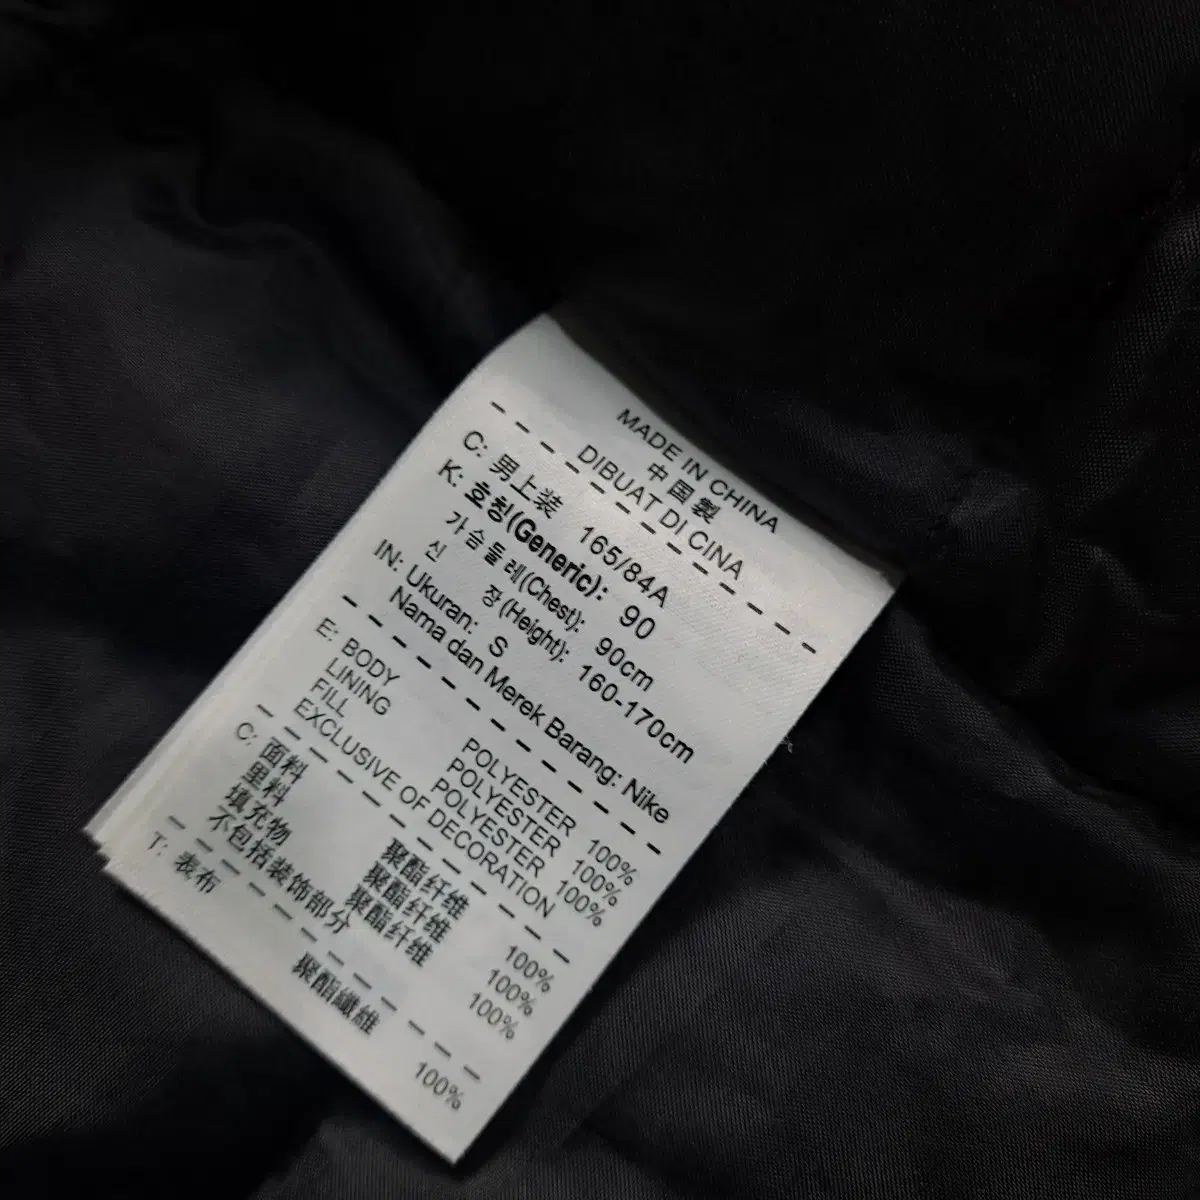 MADE IN CHINA
中国製
DIBUAT DI CINA
C: 男上装 165/84A
K: 호칭(Generic): 90
가슴둘레(Chest): 90cm
신 장(Height): 160-170cm
IN: Ukuran: S
Nama dan Merek Barang: Nike
E: BODY POLYESTER 100%
LINING POLYESTER 100%
FILL POLYESTER 100%
EXCLUSIVE OF DECORATION
C: 面料 聚酯纤维 100%
里料 聚酯纤维 100%
填充物 聚酯纤维 100%
不包括装饰部分
T: 表布 聚酯纖維 100%